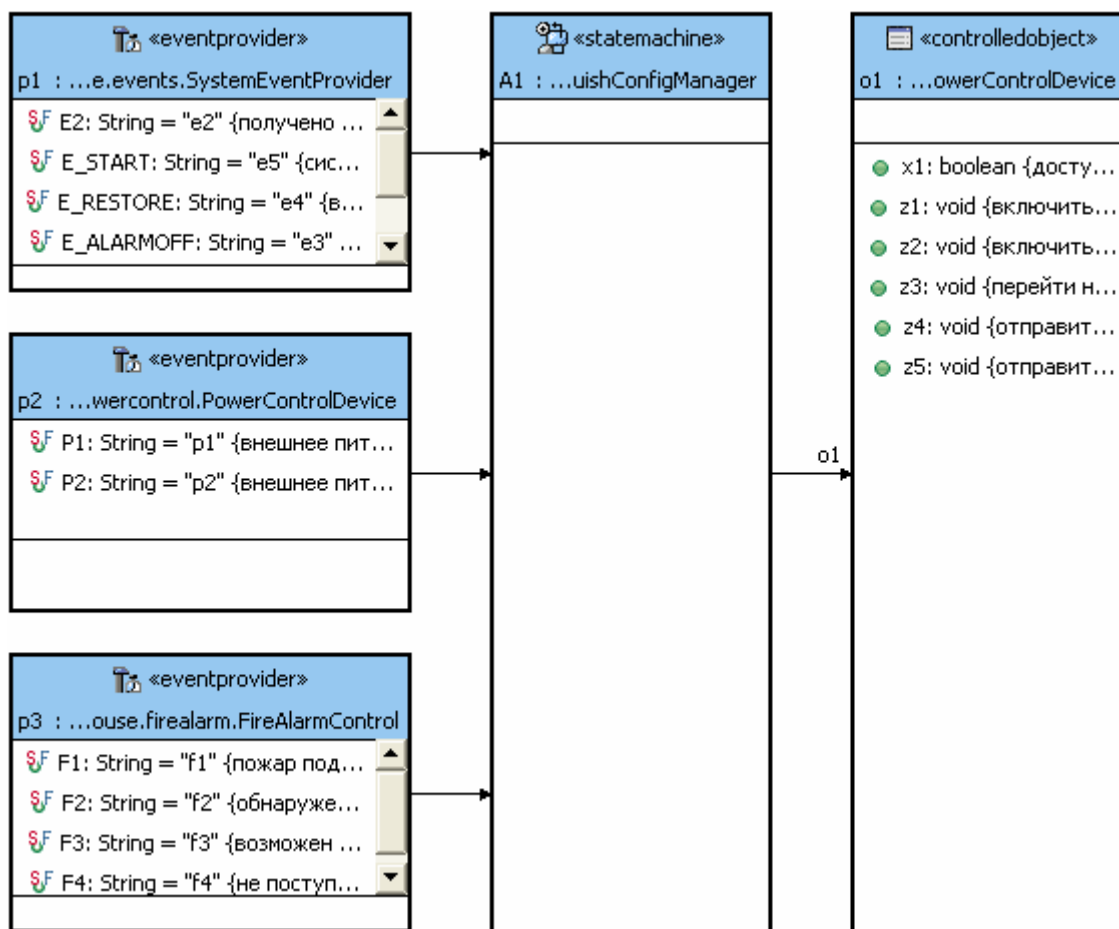 «eventprovider»
p1 : ...e.events.SystemEventProvider
E2: String = "e2" {получено ...
E_START: String = "e5" {сис...
E_RESTORE: String = "e4" {в...
E_ALARMOFF: String = "e3" ...
«eventprovider»
p2 : ...wercontrol.PowerControlDevice
P1: String = "p1" {внешнее пит...
P2: String = "p2" {внешнее пит...
«eventprovider»
p3 : ...ouse.firealarm.FireAlarmControl
F1: String = "f1" {пожар под...
F2: String = "f2" {обнаруже...
F3: String = "f3" {возможен ...
F4: String = "f4" {не поступ...
«statemachine»
A1 : ...uishConfigManager
o1
«controlledobject»
o1 : ...owerControlDevice
x1: boolean {досту...
z1: void {включить...
z2: void {включить...
z3: void {перейти н...
z4: void {отправит...
z5: void {отправит...